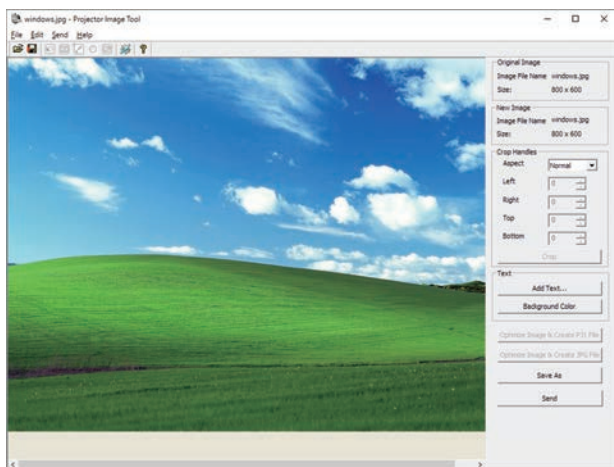 windows.jpg - Projector Image Tool
File Edit Send Help
Original Image
Image File Name windows.jpg
Size: 800 x 600
New Image
Image File Name windows.jpg
Size: 800 x 600
Crop Handles
Aspect Normal
Left 0
Right 0
Top 0
Bottom 0
Crop
Text
Add Text...
Background Color
Optimize Image & Create PJT File
Optimize Image & Create JPG File
Save As
Send